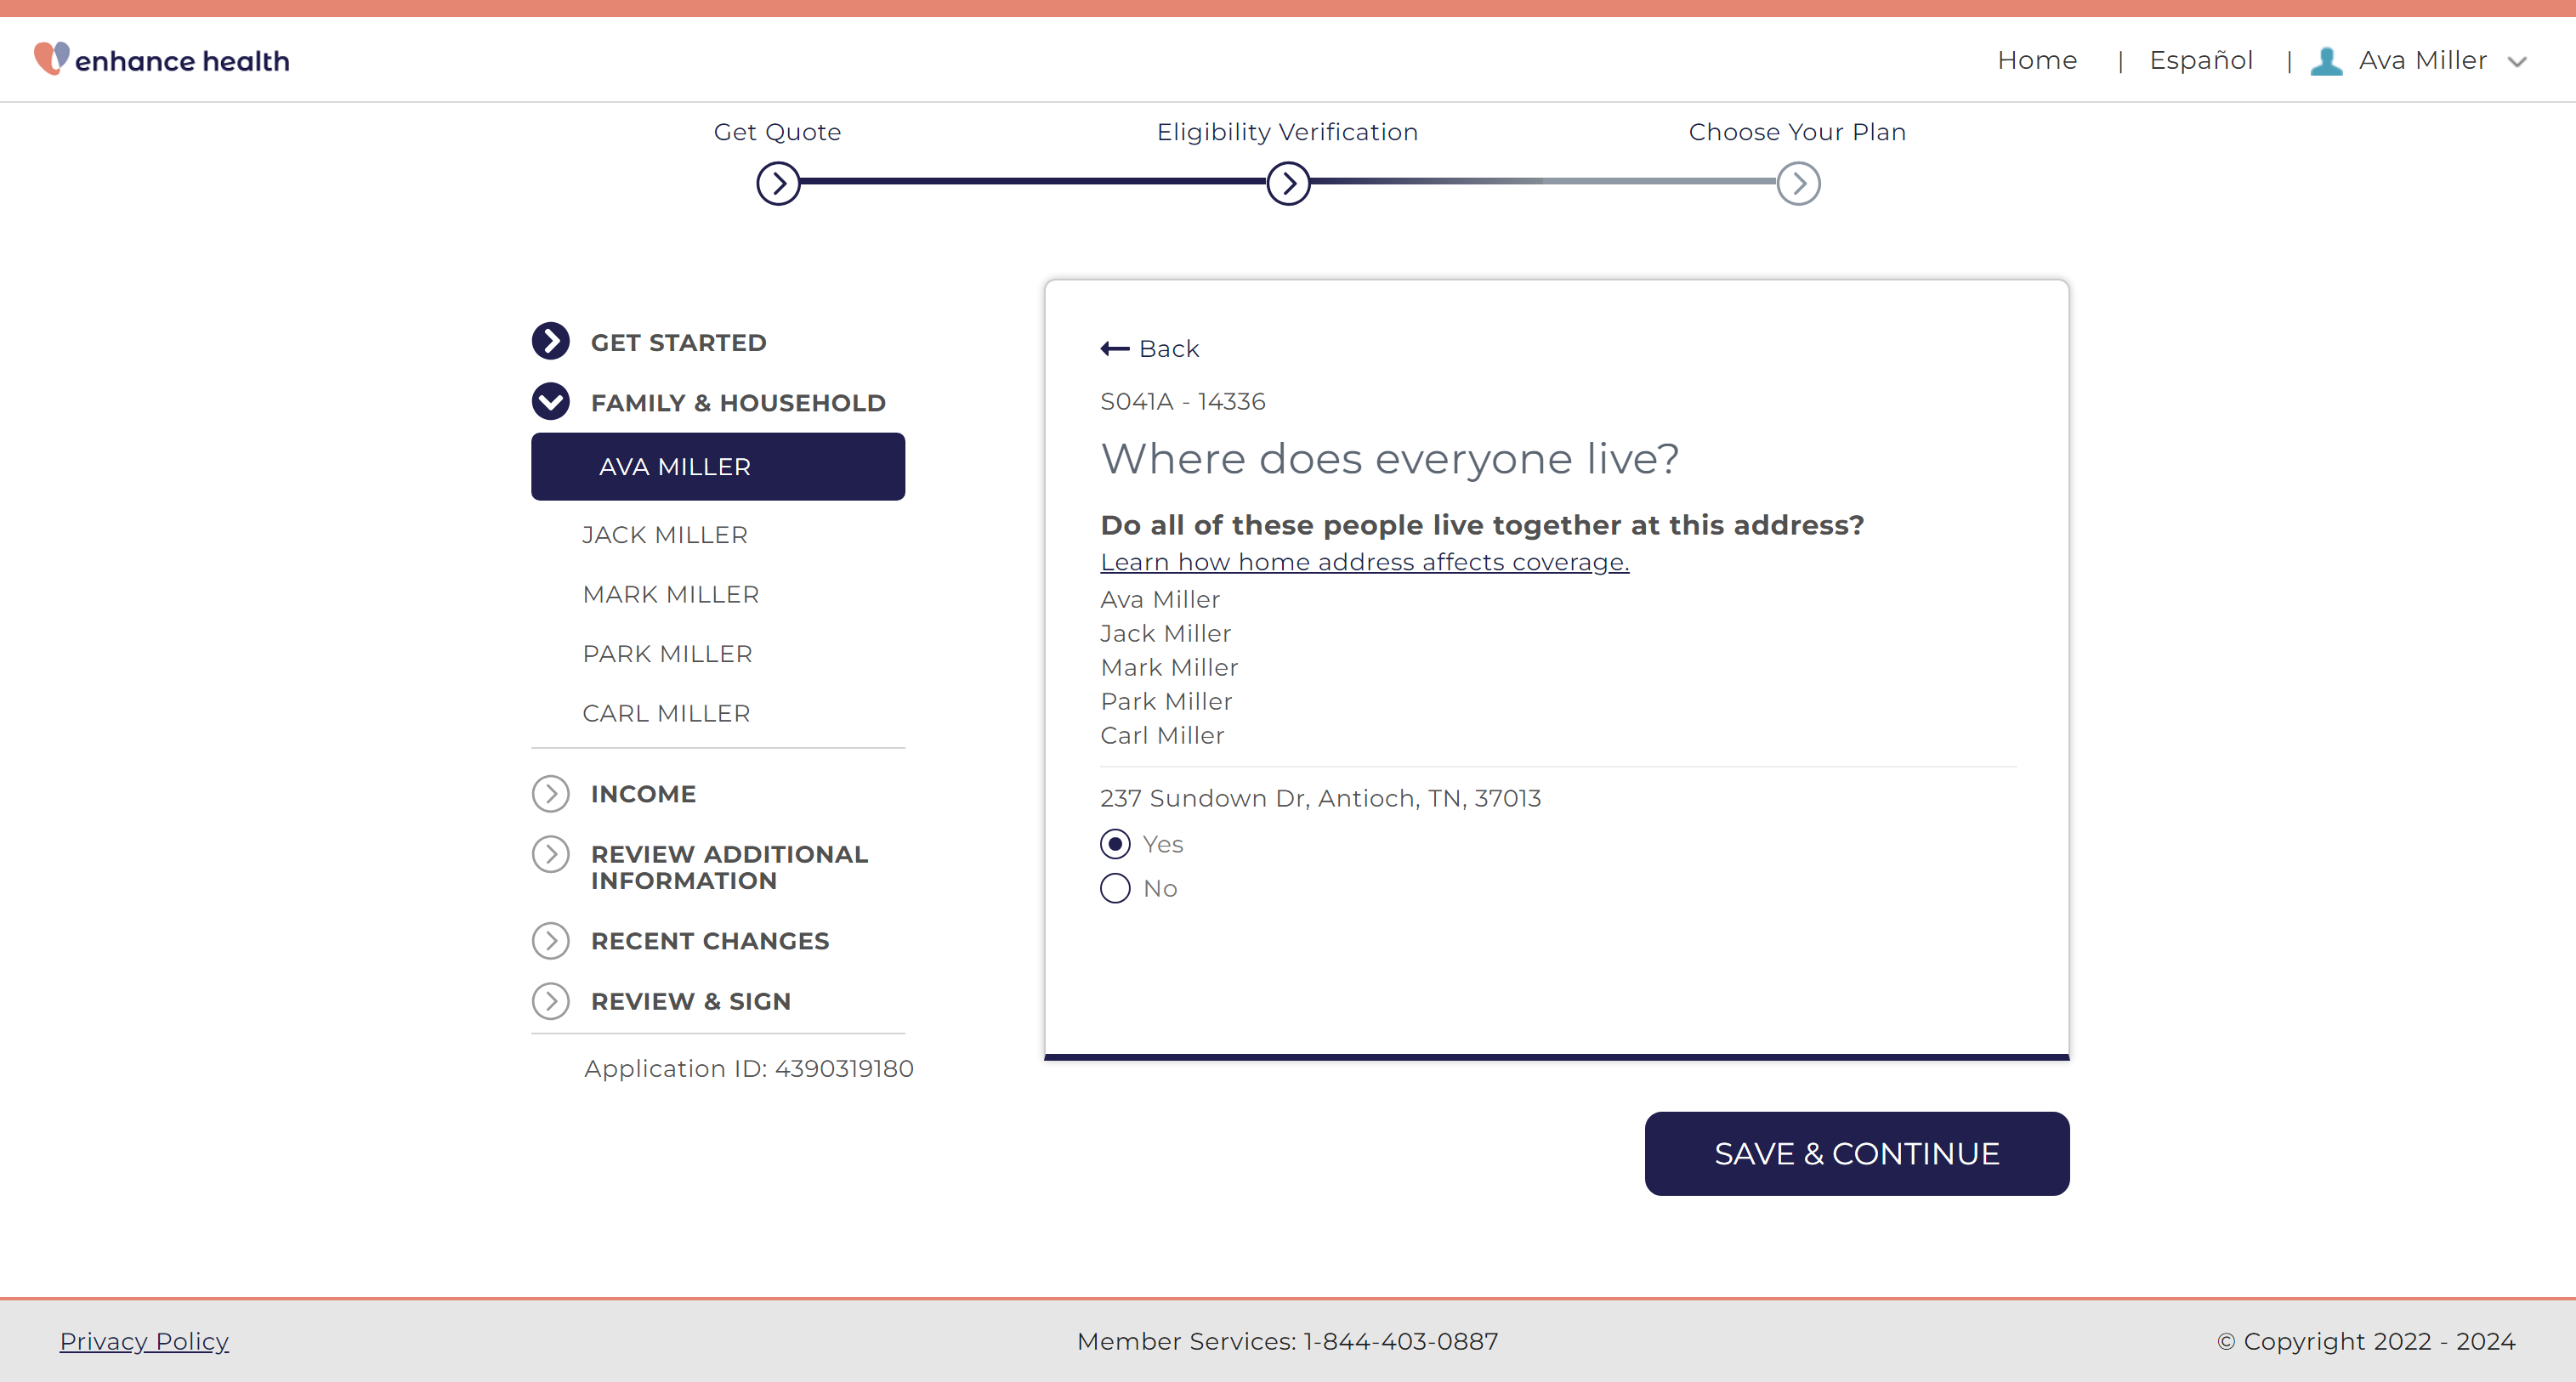 enhance health
Home | Español | Ava Miller
Get Quote
Eligibility Verification
Choose Your Plan
GET STARTED
FAMILY & HOUSEHOLD
AVA MILLER
JACK MILLER
MARK MILLER
PARK MILLER
CARL MILLER
INCOME
REVIEW ADDITIONAL
INFORMATION
RECENT CHANGES
REVIEW & SIGN
Application ID: 4390319180
Back
S041A - 14336
Where does everyone live?
Do all of these people live together at this address?
Learn how home address affects coverage.
Ava Miller
Jack Miller
Mark Miller
Park Miller
Carl Miller
237 Sundown Dr, Antioch, TN, 37013
Yes
No
SAVE & CONTINUE
Privacy Policy
Member Services: 1-844-403-0887
© Copyright 2022 - 2024